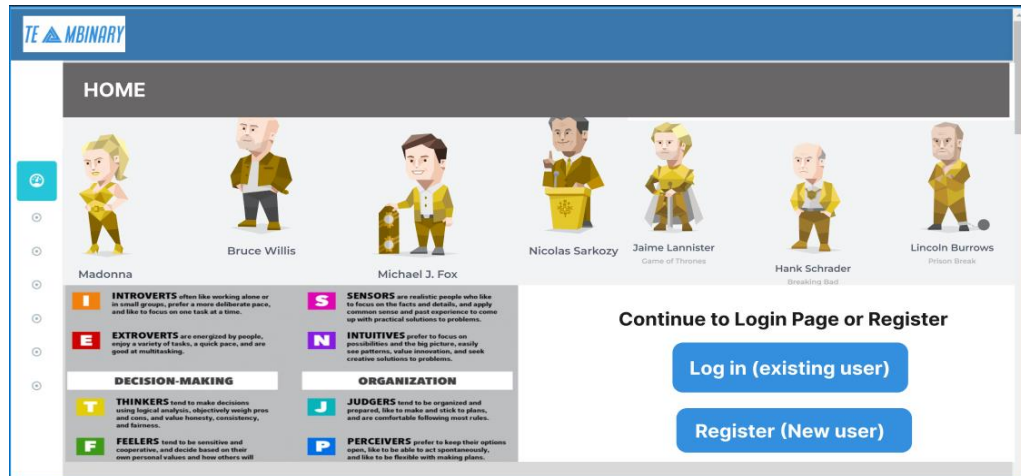 TE MBINARY
HOME
Madonna
Bruce Willis
Michael J. Fox
Nicolas Sarkozy
Jaime Lannister
Game of Thrones
Hank Schrader
Breaking Bad
Lincoln Burrows
Prison Break
I
INTROVERTS often like working alone or
in small groups, prefer a more deliberate pace,
and like to focus on one task at a time.
E
EXTROVERTS are energized by people,
enjoy a variety of tasks, a quick pace, and are
good at multitasking.
S
SENSORS are realistic people who like
to focus on the facts and details, and apply
common sense and past experience to come
up with practical solutions to problems.
N
INTUITIVES prefer to focus on
possibilities and the big picture, easily
see patterns, value innovation, and seek
creative solutions to problems.
DECISION-MAKING
T
THINKERS tend to make decisions
using logical analysis, objectively weigh pros
and cons, and value honesty, consistency,
and fairness.
F
FEELERS tend to be sensitive and
cooperative, and decide based on their
own personal values and how others will
ORGANIZATION
J
JUDGERS tend to be organized and
prepared, like to make and stick to plans,
and are comfortable following most rules.
P
PERCEIVERS prefer to keep their options
open, like to be able to act spontaneously,
and like to be flexible with making plans.
Continue to Login Page or Register
Log in (existing user)
Register (New user)